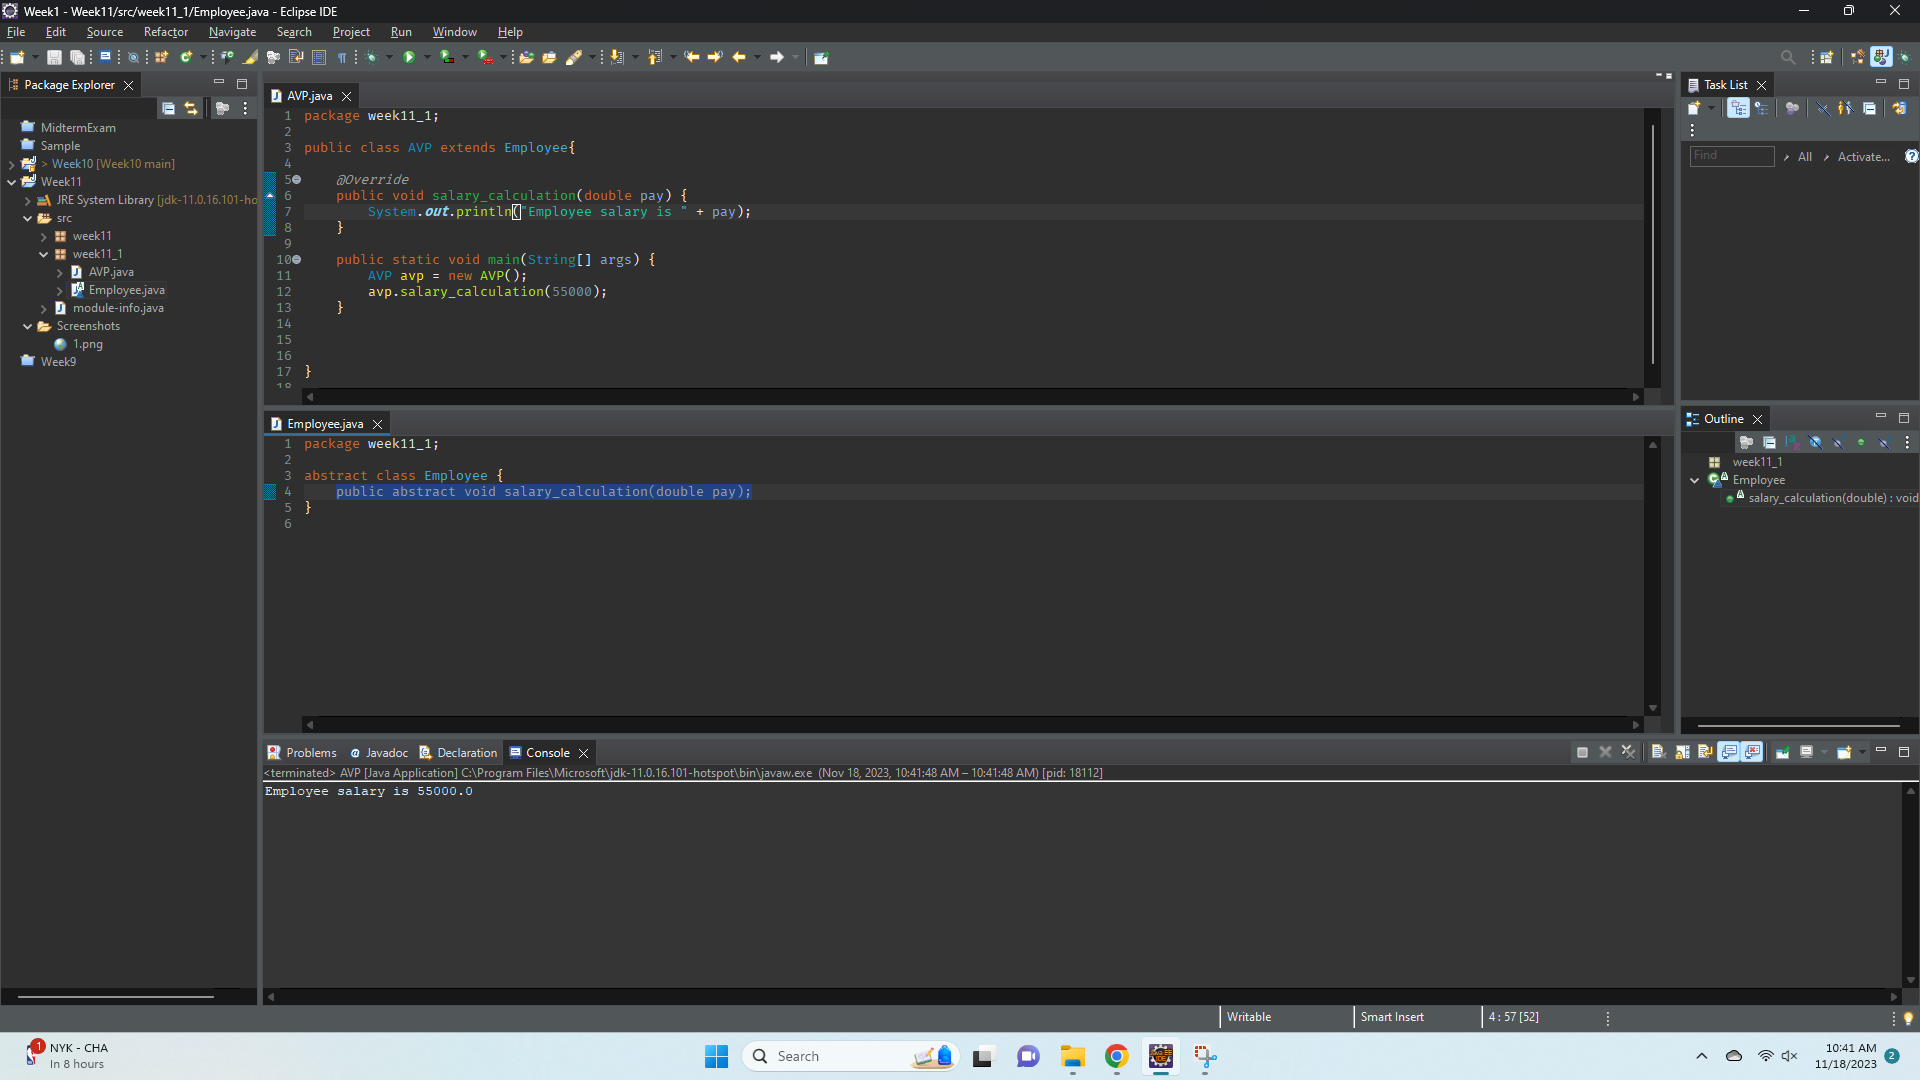 Week1 - Week11/src/week11_1/Employee.java - Eclipse IDE
File Edit Source Refactor Navigate Search Project Run Window Help
Package Explorer
MidtermExam
Sample
> Week10 [Week10 main]
Week11
JRE System Library [jdk-11.0.16.101-ho
src
week11
week11_1
AVP.java
Employee.java
module-info.java
Screenshots
1.png
Week9
AVP.java
1 package week11_1;
2
3 public class AVP extends Employee{
4
5 @Override
6 public void salary_calculation(double pay) {
7 System.out.println("Employee salary is " + pay);
8 }
9
10 public static void main(String[] args) {
11 AVP avp = new AVP();
12 avp.salary_calculation(55000);
13 }
14
15
16
17 }
18
Employee.java
1 package week11_1;
2
3 abstract class Employee {
4 public abstract void salary_calculation(double pay);
5 }
6
Task List
Find All Activate...
Outline
week11_1
Employee
salary_calculation(double) : void
Problems Javadoc Declaration Console
<terminated> AVP [Java Application] C:\Program Files\Microsoft\jdk-11.0.16.101-hotspot\bin\javaw.exe (Nov 18, 2023, 10:41:48 AM – 10:41:48 AM) [pid: 18112]
Employee salary is 55000.0
Writable Smart Insert 4 : 57 [52]
1 NYK - CHA
In 8 hours
Search
10:41 AM
11/18/2023
2